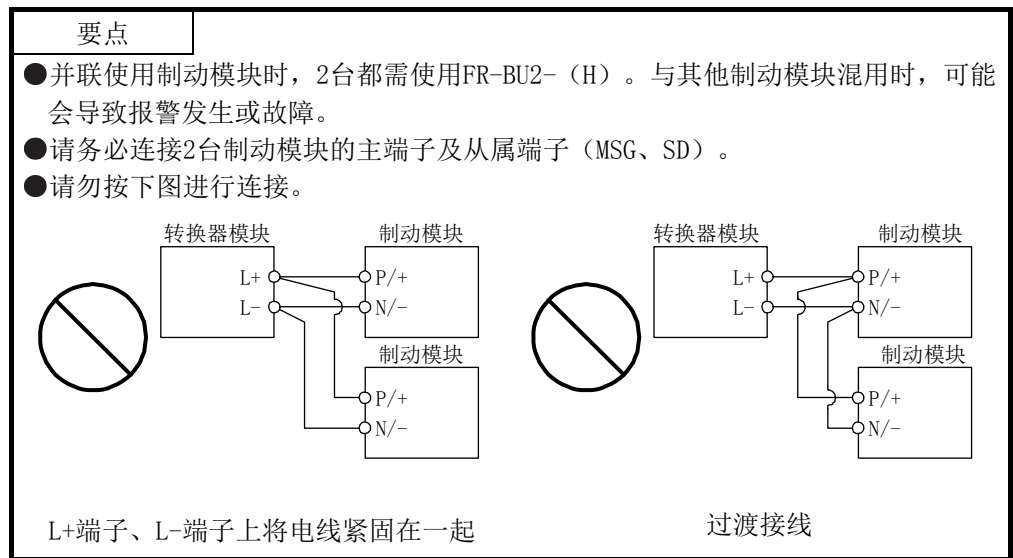 要点
●并联使用制动模块时，2台都需使用FR-BU2-（H）。与其他制动模块混用时，可能
会导致报警发生或故障。
●请务必连接2台制动模块的主端子及从属端子（MSG、SD）。
●请勿按下图进行连接。
转换器模块
制动模块
L+
P/+
L-
N/-
制动模块
P/+
N/-
L+端子、L-端子上将电线紧固在一起
转换器模块
制动模块
L+
P/+
L-
N/-
制动模块
P/+
N/-
过渡接线